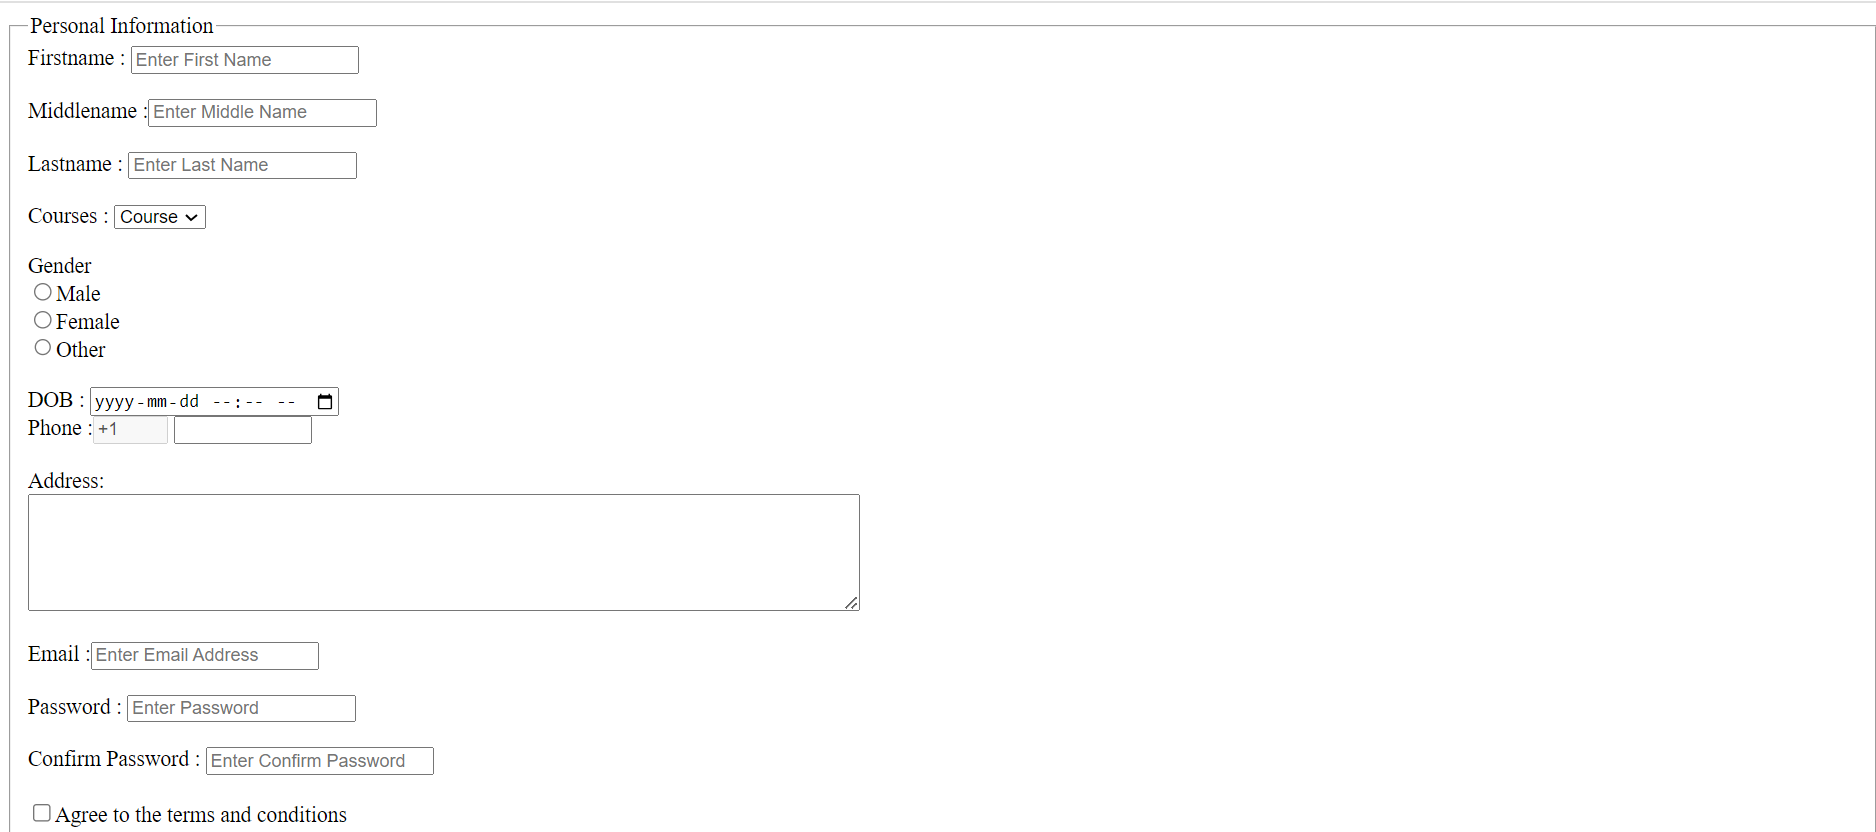 Personal Information
Firstname : Enter First Name
Middlename :Enter Middle Name
Lastname : Enter Last Name
Courses : Course
Gender
Male
Female
Other
DOB : yyyy-mm-dd --:-- --
Phone :+1
Address:
Email :Enter Email Address
Password : Enter Password
Confirm Password : Enter Confirm Password
Agree to the terms and conditions